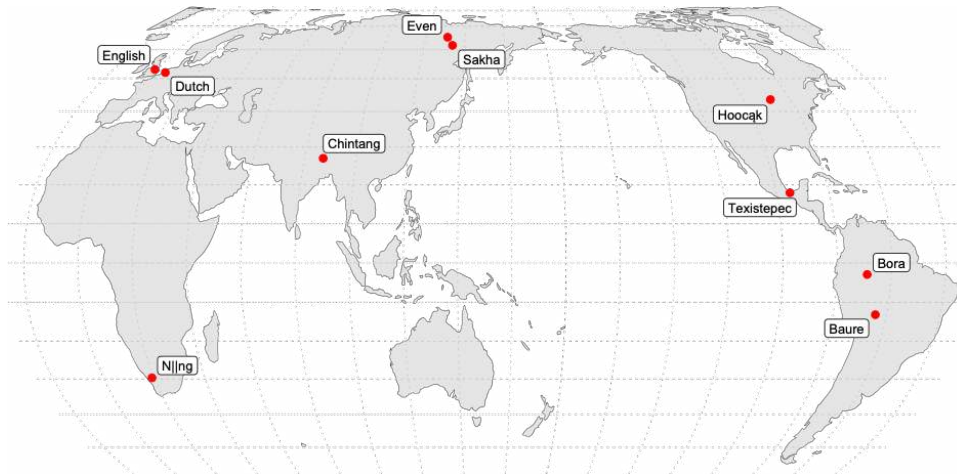 Even
English
Sakha
Dutch
Hoocąk
Chintang
Texistepec
Bora
Baure
N||ng